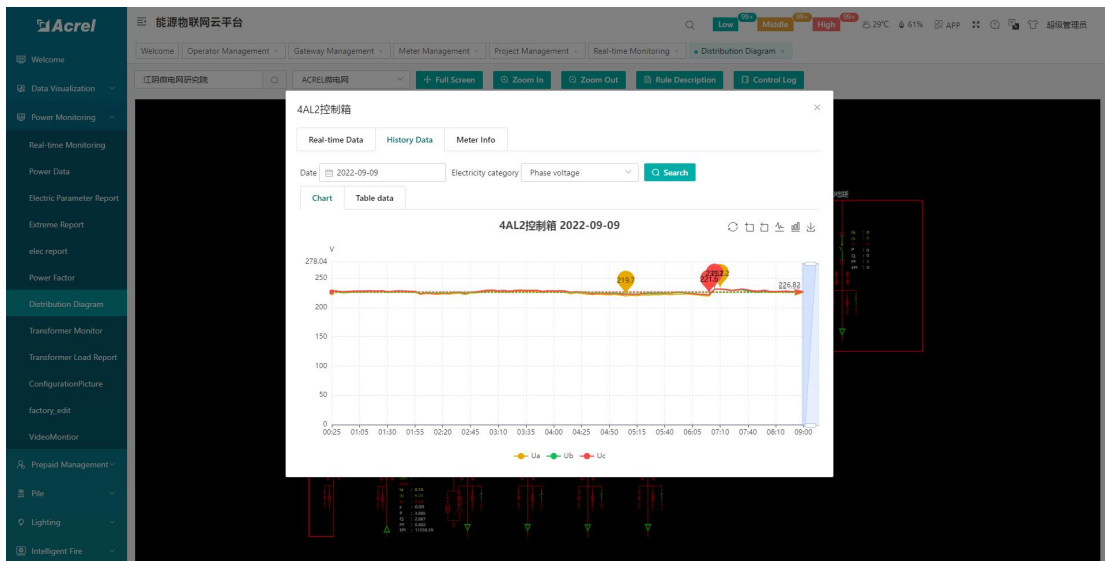 Acrel
能源物联网云平台
Low 99+ Middle 99+ High 99+ 29℃ 61% APP 超级管理员
Welcome Operator Management × Gateway Management × Meter Management × Project Management × Real-time Monitoring × Distribution Diagram ×
江阴微电网研究院 ACREL微电网 Full Screen Zoom In Zoom Out Rule Description Control Log
Welcome
Data Visualization
Power Monitoring
Real-time Monitoring
Power Data
Electric Parameter Report
Extreme Report
elec report
Power Factor
Distribution Diagram
Transformer Monitor
Transformer Load Report
ConfigurationPicture
factory_edit
VideoMontior
Prepaid Management
Pile
Lighting
Intelligent Fire
4AL2控制箱 ×
Real-time Data History Data Meter Info
Date 2022-09-09 Electricity category Phase voltage Search
Chart Table data
4AL2控制箱 2022-09-09
V
278.04
250
200
150
100
50
0
219.7
221.6
226.82
00:25 01:05 01:30 01:55 02:20 02:45 03:10 03:35 04:00 04:25 04:50 05:15 05:40 06:05 07:10 07:40 08:10 09:00
Ua Ub Uc